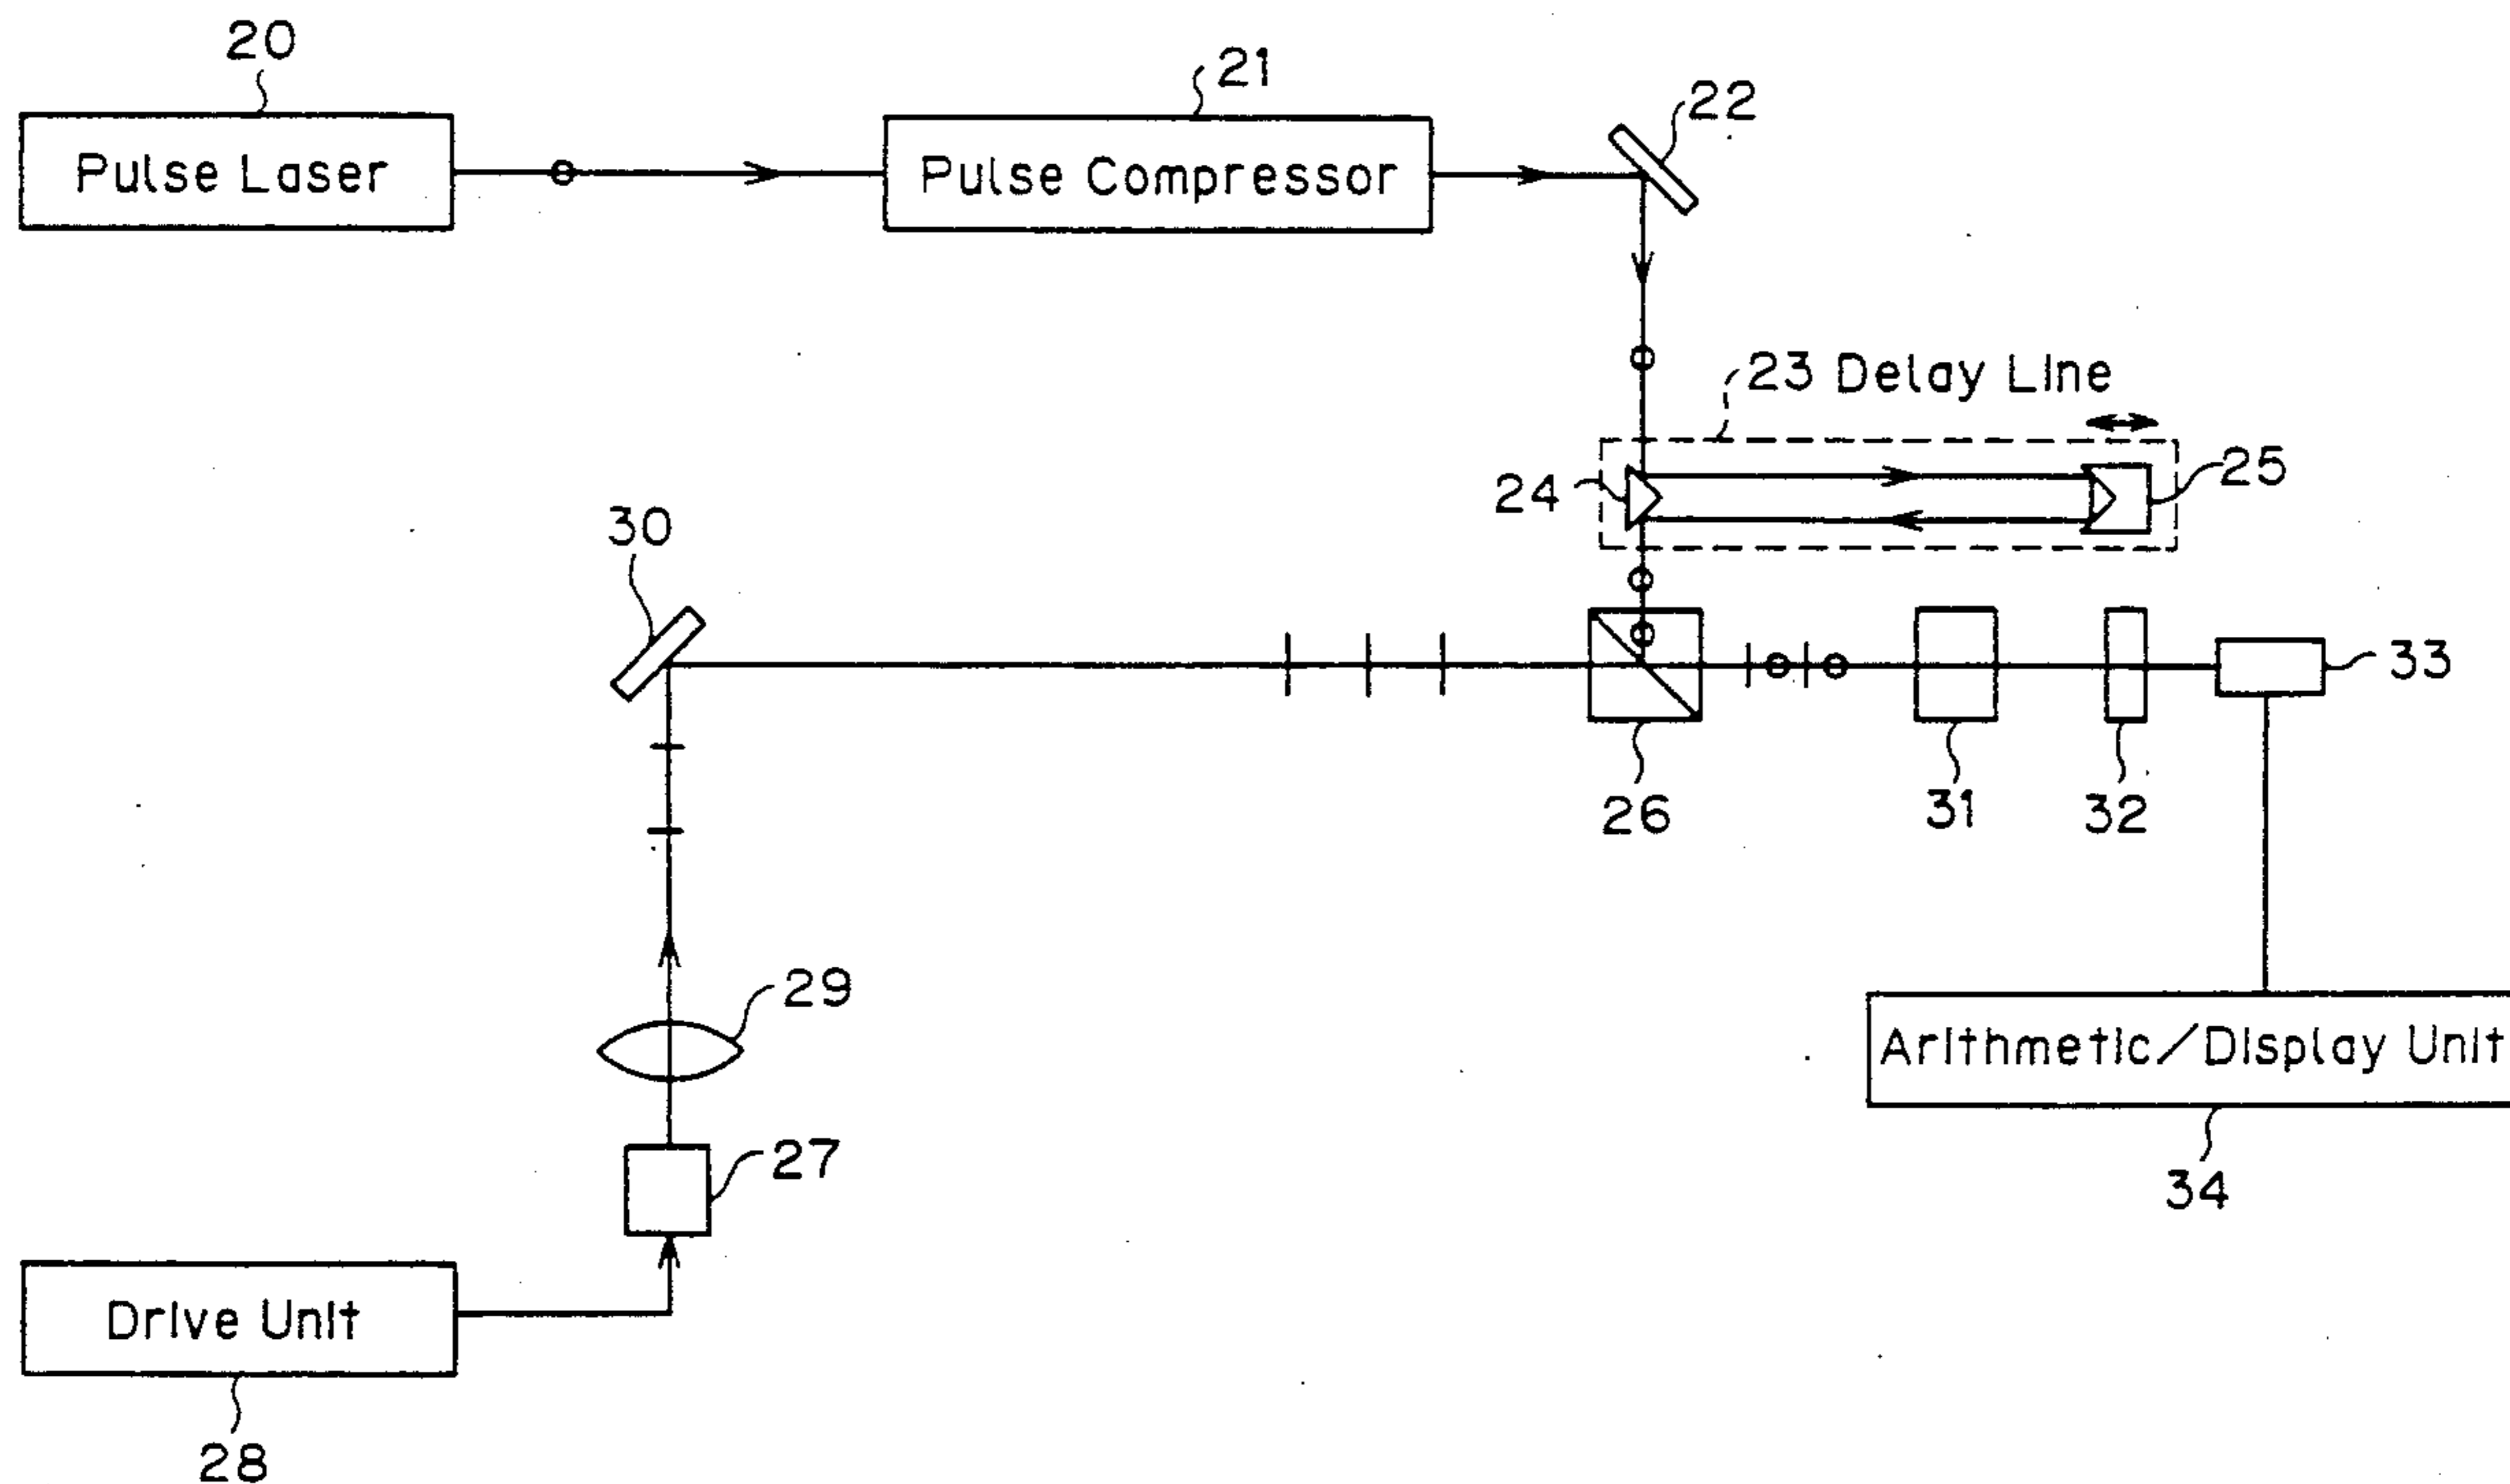 20
21
22
Pulse Laser
Pulse Compressor
23 Delay Line
24
25
30
33
26
31
32
29
Arithmetic/Display Unit
27
34
Drive Unit
28